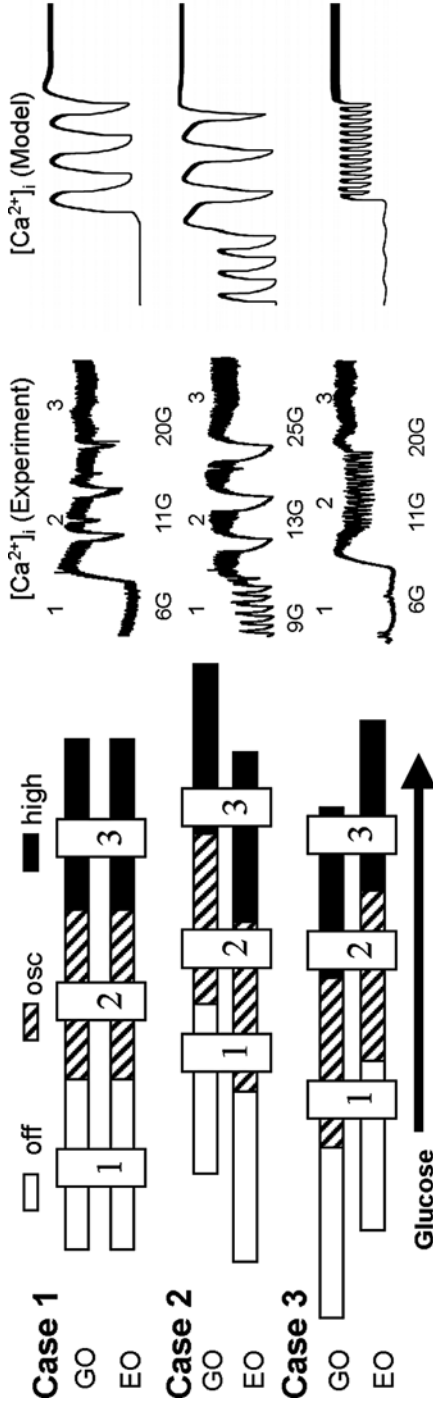 [Ca²⁺]ᵢ (Experiment)
[Ca²⁺]ᵢ (Model)
off
osc
high
Case 1
GO
EO
1
2
3
1
2
3
6G
11G
20G
Case 2
GO
EO
1
2
3
1
2
3
9G
13G
25G
Case 3
GO
EO
1
2
3
1
2
3
6G
11G
20G
Glucose